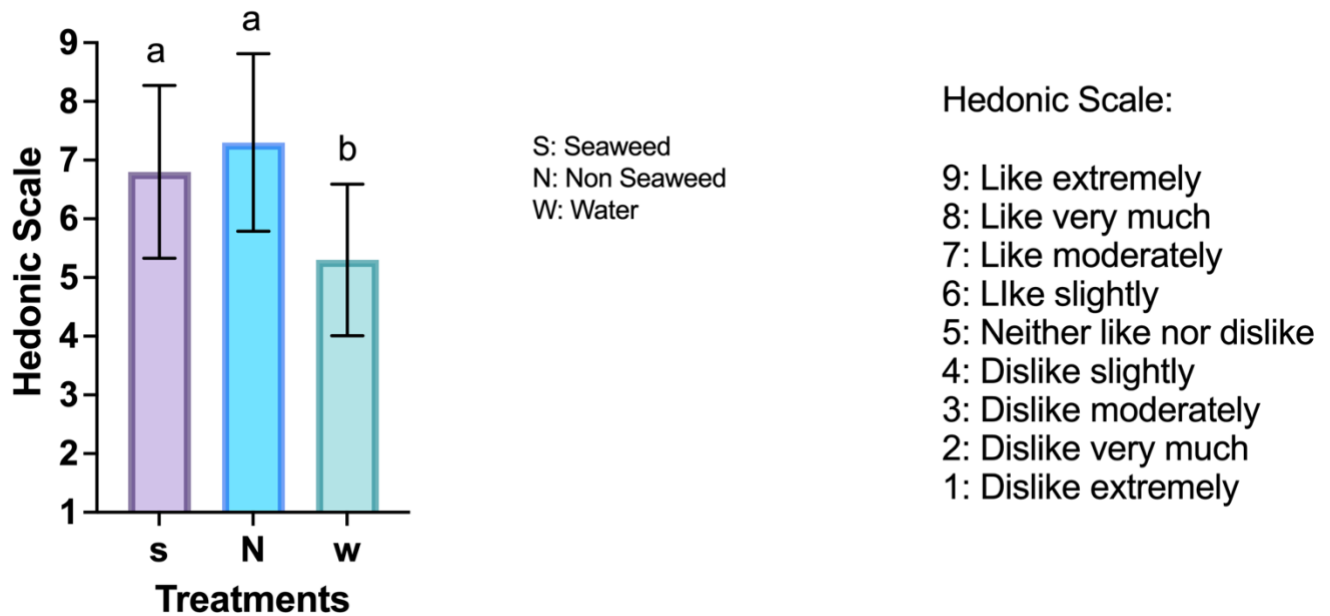 a
a
b
9
8
7
6
5
4
3
2
1
Hedonic Scale
s
N
w
Treatments
S: Seaweed
N: Non Seaweed
W: Water
Hedonic Scale:
9: Like extremely
8: Like very much
7: Like moderately
6: LIke slightly
5: Neither like nor dislike
4: Dislike slightly
3: Dislike moderately
2: Dislike very much
1: Dislike extremely